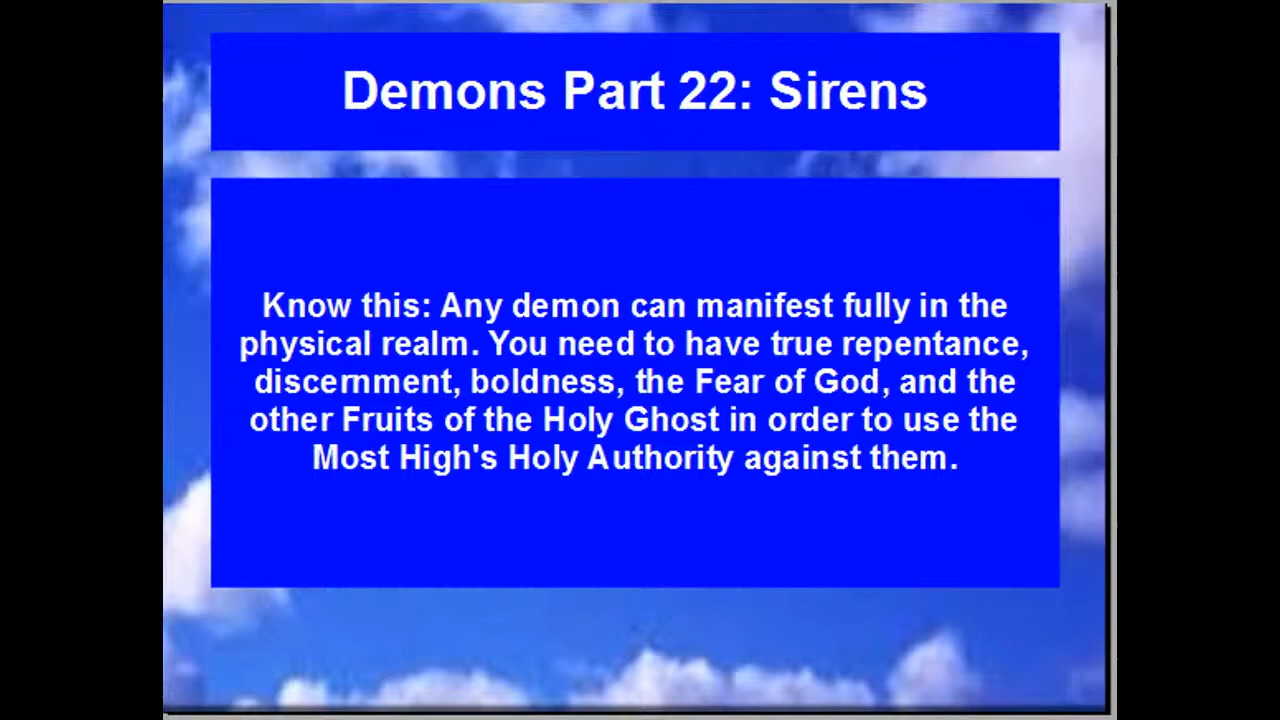 Demons Part 22: Sirens
Know this: Any demon can manifest fully in the
physical realm. You need to have true repentance,
discernment, boldness, the Fear of God, and the
other Fruits of the Holy Ghost in order to use the
Most High's Holy Authority against them.